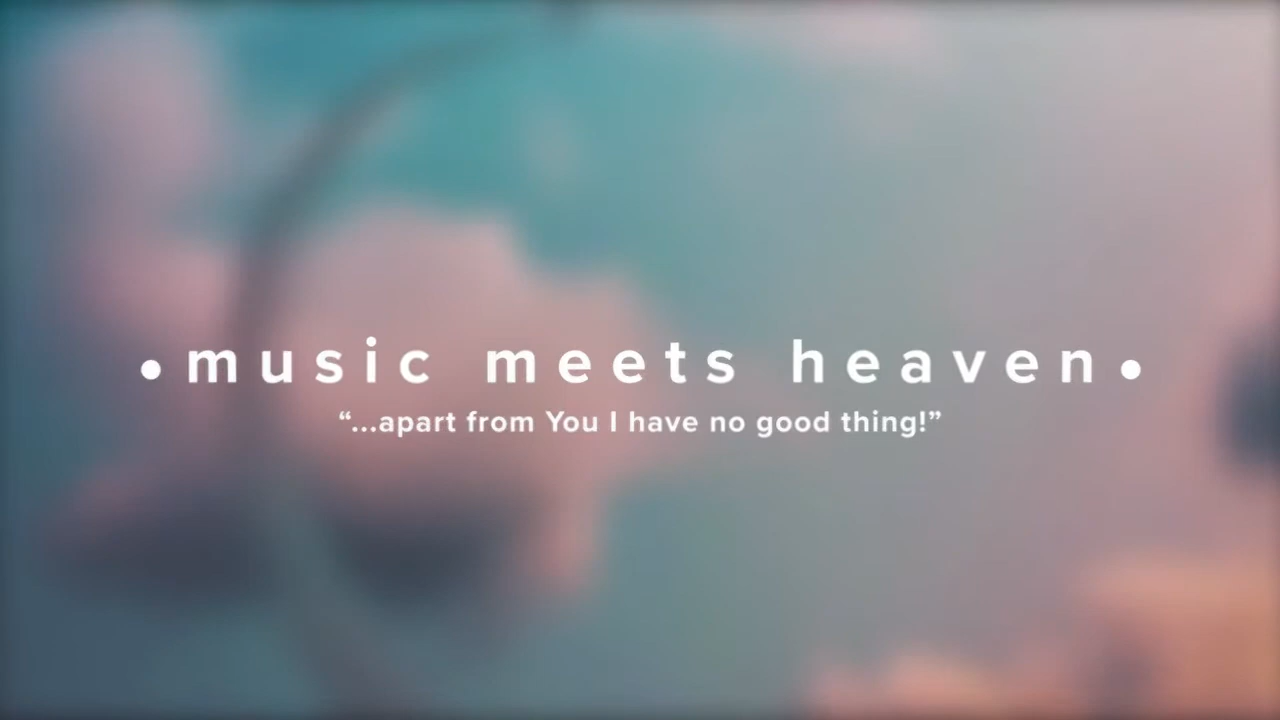 • music meets heaven •
“...apart from You I have no good thing!”